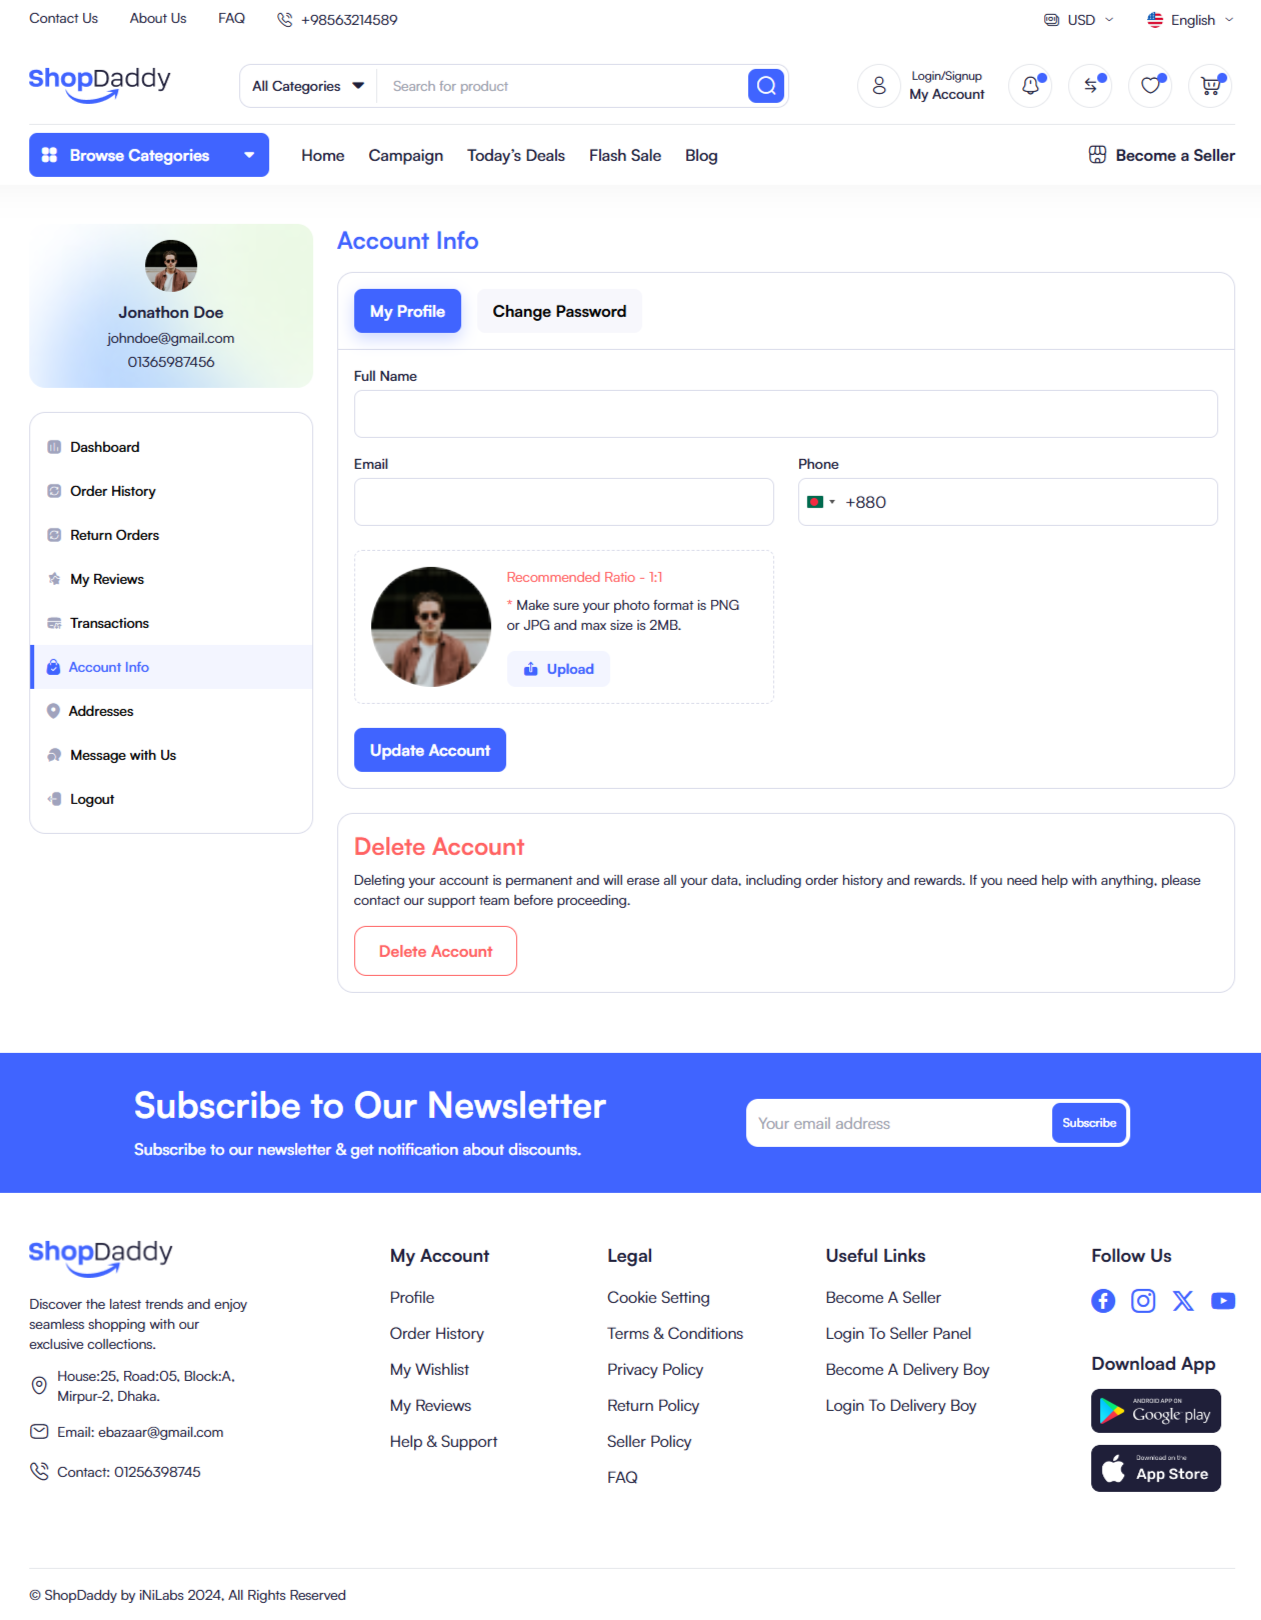 Contact Us About Us FAQ +98563214589 USD English
ShopDaddy All Categories Search for product Login/Signup
My Account
Browse Categories Home Campaign Today's Deals Flash Sale Blog Become a Seller
Jonathon Doe
johndoe@gmail.com
01365987456
Dashboard
Order History
Return Orders
My Reviews
Transactions
Account Info
Addresses
Message with Us
Logout
Account Info
My Profile Change Password
Full Name
Email Phone
+880
Recommended Ratio - 1:1
* Make sure your photo format is PNG
or JPG and max size is 2MB.
Upload
Update Account
Delete Account
Deleting your account is permanent and will erase all your data, including order history and rewards. If you need help with anything, please
contact our support team before proceeding.
Delete Account
Subscribe to Our Newsletter
Subscribe to our newsletter & get notification about discounts.
Your email address Subscribe
ShopDaddy
Discover the latest trends and enjoy
seamless shopping with our
exclusive collections.
House:25, Road:05, Block:A,
Mirpur-2, Dhaka.
Email: ebazaar@gmail.com
Contact: 01256398745
My Account
Profile
Order History
My Wishlist
My Reviews
Help & Support
Legal
Cookie Setting
Terms & Conditions
Privacy Policy
Return Policy
Seller Policy
FAQ
Useful Links
Become A Seller
Login To Seller Panel
Become A Delivery Boy
Login To Delivery Boy
Follow Us
Download App
ANDROID APP ON
Google play
Download on the
App Store
© ShopDaddy by iNiLabs 2024, All Rights Reserved